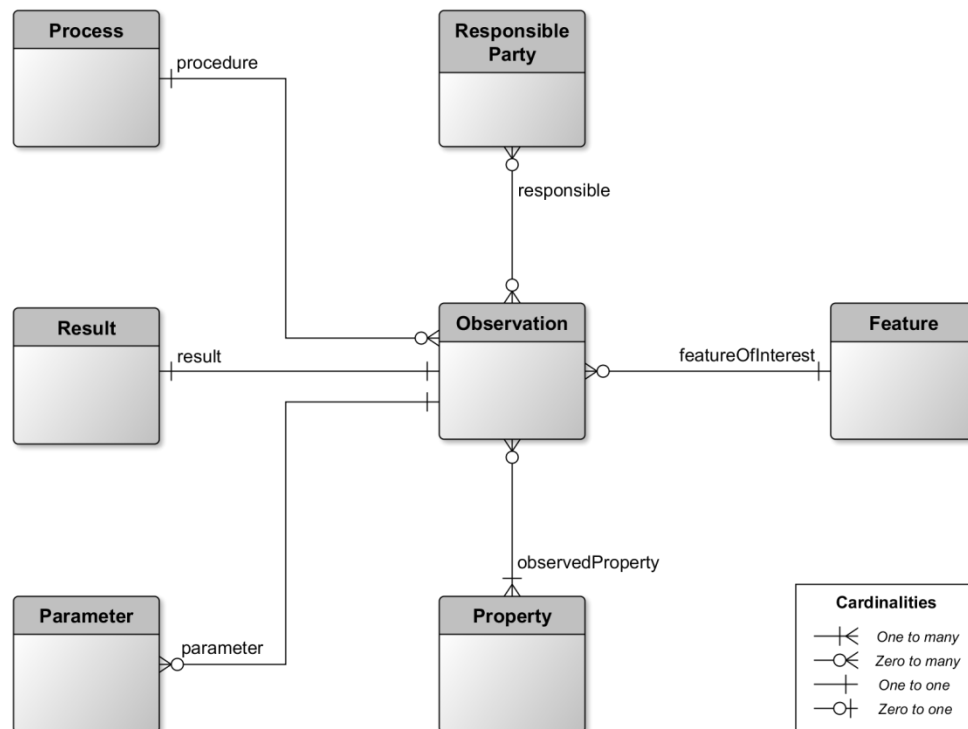 Process
procedure
Responsible
Party
responsible
Result
result
Observation
featureOfInterest
Feature
observedProperty
Parameter
parameter
Property
Cardinalities
One to many
Zero to many
One to one
Zero to one